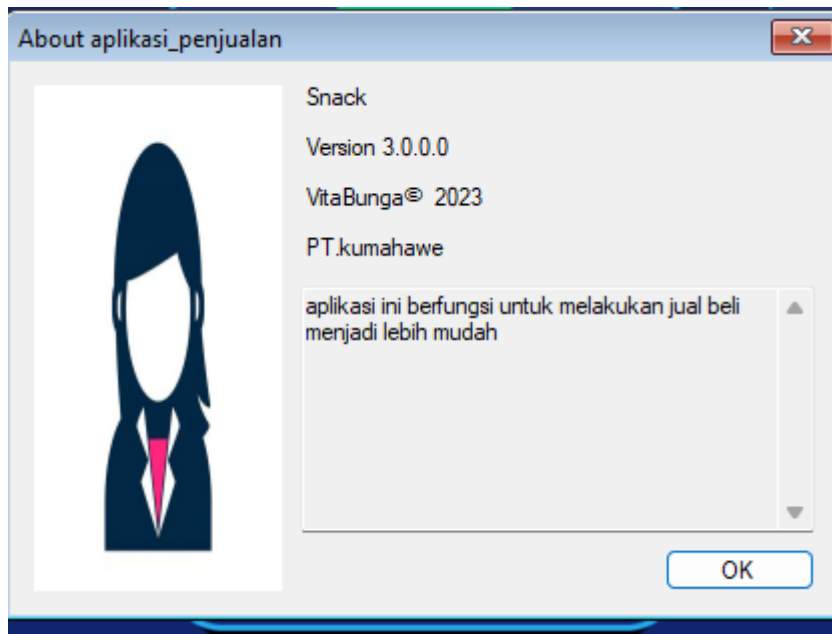 About aplikasi_penjualan
Snack
Version 3.0.0.0
VitaBunga© 2023
PT.kumahawe
aplikasi ini berfungsi untuk melakukan jual beli
menjadi lebih mudah
OK